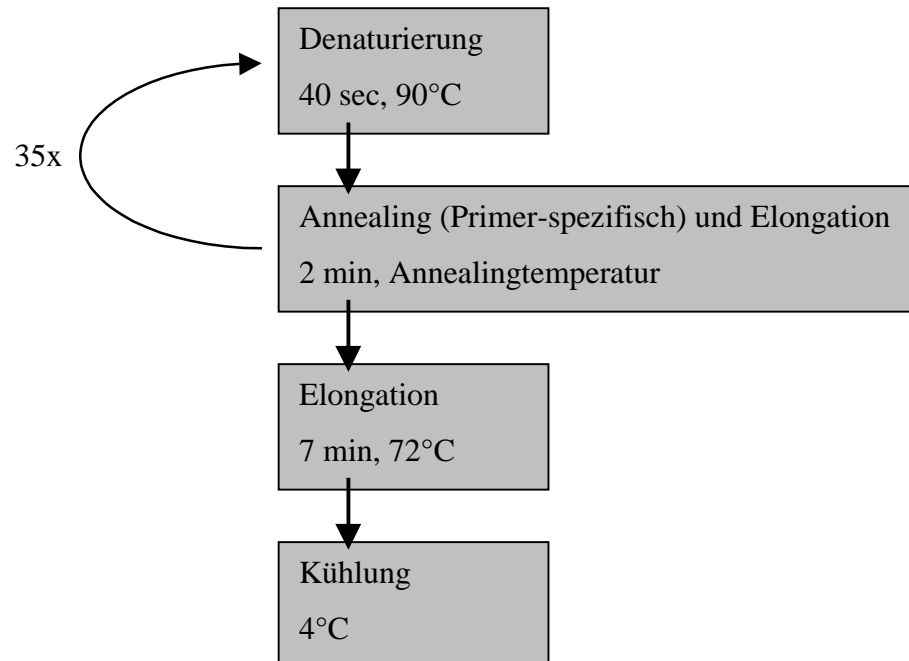 Denaturierung
40 sec, 90°C
35x
Annealing (Primer-spezifisch) und Elongation
2 min, Annealingtemperatur
Elongation
7 min, 72°C
Kühlung
4°C